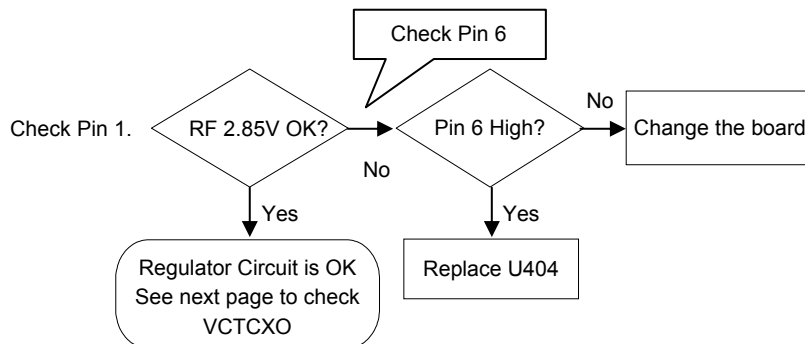 Check Pin 6
Check Pin 1.
RF 2.85V OK?
No
Pin 6 High?
No
Change the board
Yes
Yes
Regulator Circuit is OK
See next page to check
VCTCXO
Replace U404